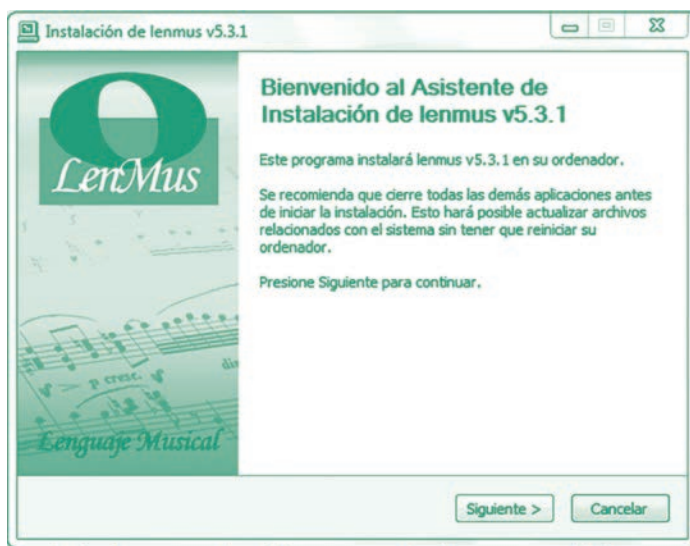 Instalación de lenmus v5.3.1
LenMus
Bienvenido al Asistente de
Instalación de lenmus v5.3.1
Este programa instalará lenmus v5.3.1 en su ordenador.
Se recomienda que cierre todas las demás aplicaciones antes
de iniciar la instalación. Esto hará posible actualizar archivos
relacionados con el sistema sin tener que reiniciar su
ordenador.
Presione Siguiente para continuar.
p cresc.
Lenguaje Musical
Siguiente >
Cancelar